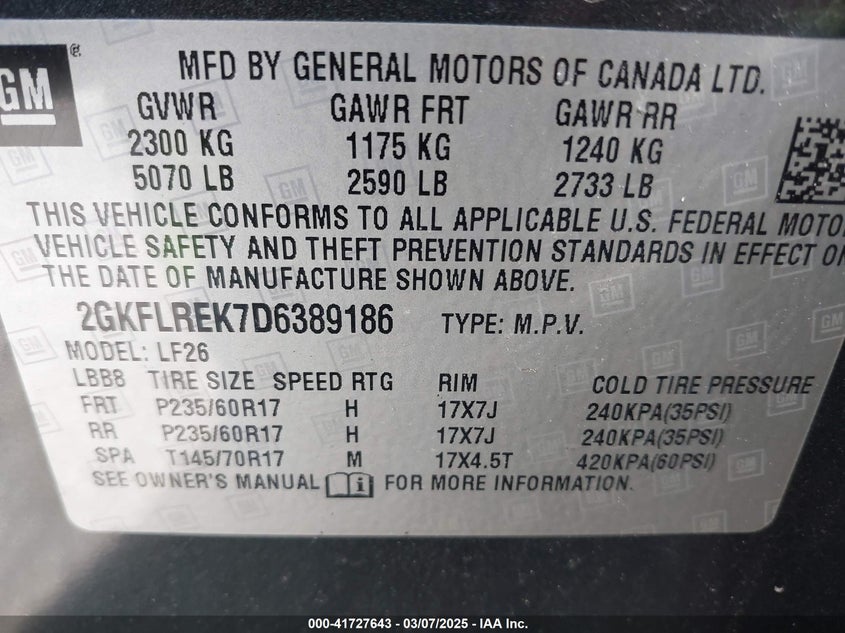 GM
MFD BY GENERAL MOTORS OF CANADA LTD.
GVWR GAWR FRT GAWR RR
2300 KG 1175 KG 1240 KG
5070 LB 2590 LB 2733 LB
THIS VEHICLE CONFORMS TO ALL APPLICABLE U.S. FEDERAL MOTO
VEHICLE SAFETY AND THEFT PREVENTION STANDARDS IN EFFECT ON
THE DATE OF MANUFACTURE SHOWN ABOVE.
2GKFLREK7D6389186 TYPE: M.P.V.
MODEL: LF26
LBB8 TIRE SIZE SPEED RTG RIM COLD TIRE PRESSURE
FRT P235/60R17 H 17X7J 240KPA(35PSI)
RR P235/60R17 H 17X7J 240KPA(35PSI)
SPA T145/70R17 M 17X4.5T 420KPA(60PSI)
SEE OWNER'S MANUAL FOR MORE INFORMATION.
000-41727643 - 03/07/2025 - IAA Inc.